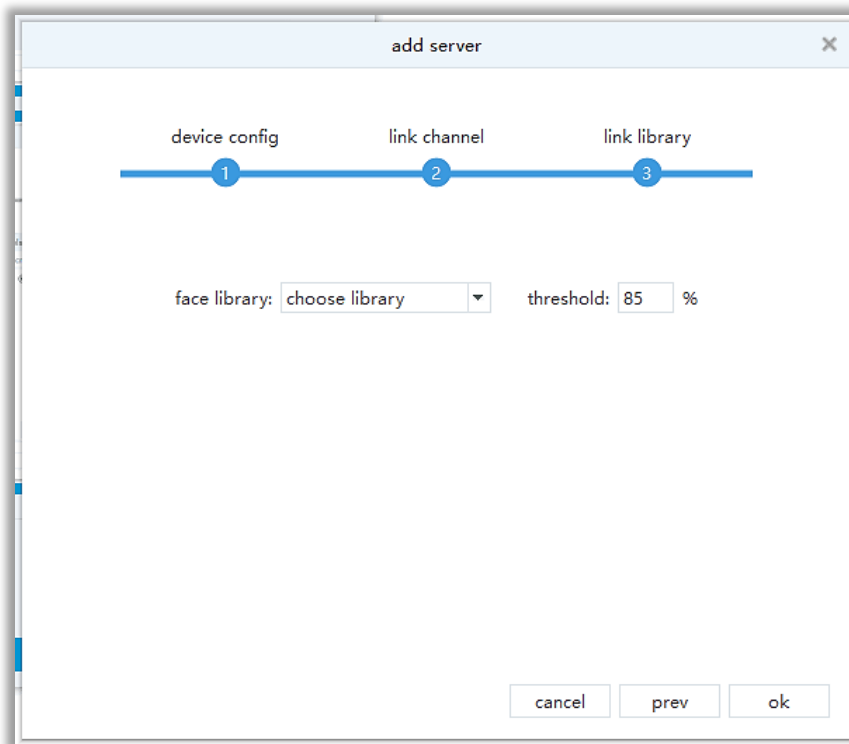 add server
device config link channel link library
1 2 3
face library: choose library threshold: 85 %
cancel prev ok